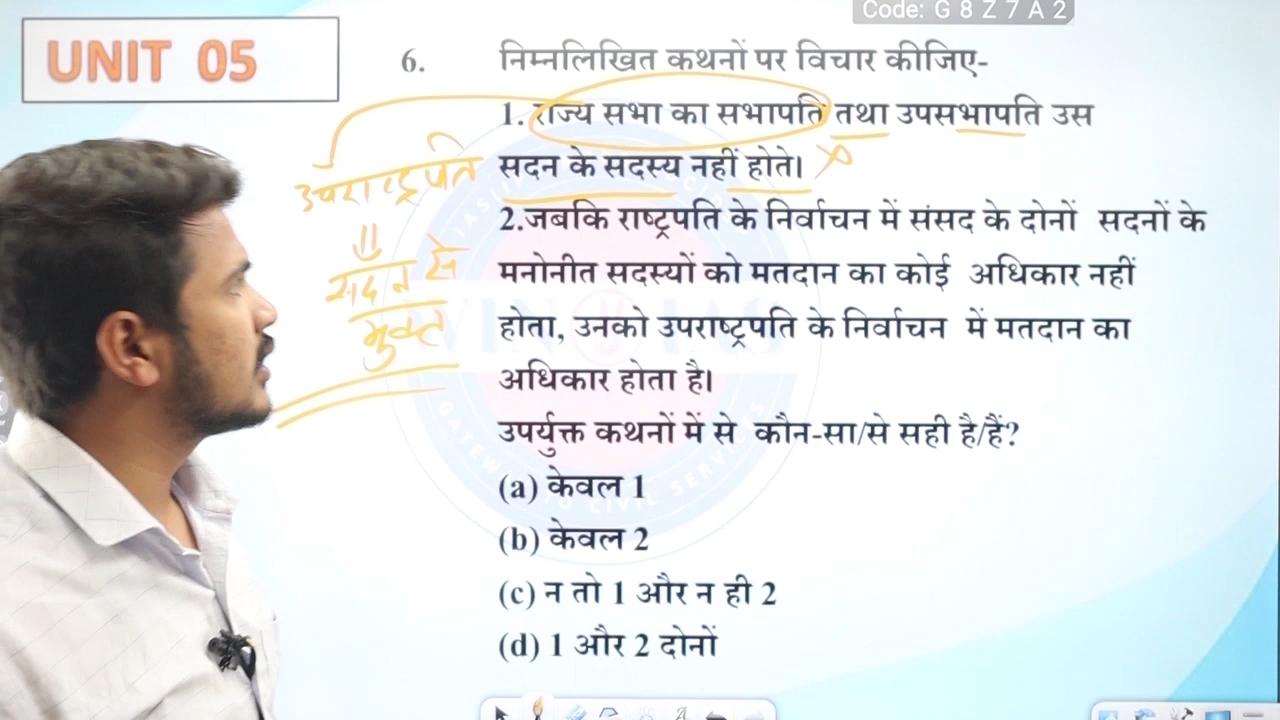 Code: G 8 Z 7 A 2
UNIT 05
6. निम्नलिखित कथनों पर विचार कीजिए-
1. राज्य सभा का सभापति तथा उपसभापति उस
सदन के सदस्य नहीं होते।
2.जबकि राष्ट्रपति के निर्वाचन में संसद के दोनों सदनों के
मनोनीत सदस्यों को मतदान का कोई अधिकार नहीं
होता, उनको उपराष्ट्रपति के निर्वाचन में मतदान का
अधिकार होता है।
उपर्युक्त कथनों में से कौन-सा/से सही है/हैं?
(a) केवल 1
(b) केवल 2
(c) न तो 1 और न ही 2
(d) 1 और 2 दोनों
उपराष्ट्रपति
सदन से
मुक्त